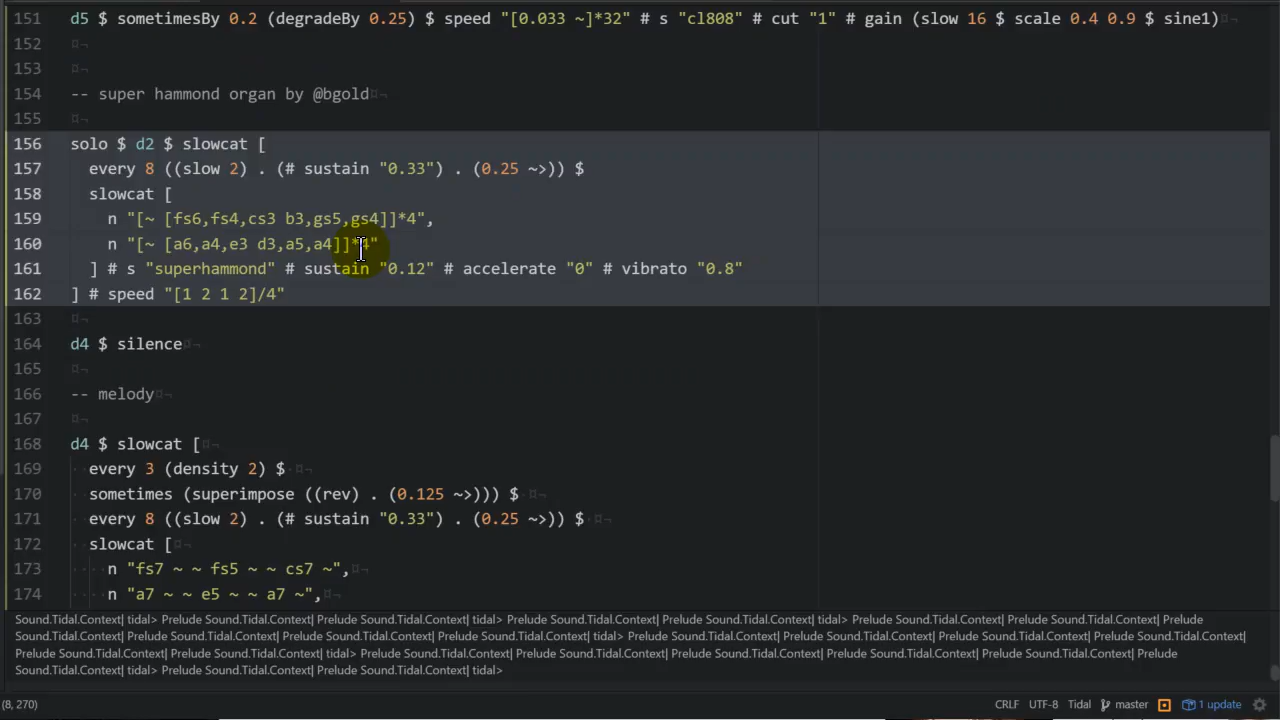 151 d5 $ sometimesBy 0.2 (degradeBy 0.25) $ speed "[0.033 ~]*32" # s "cl808" # cut "1" # gain (slow 16 $ scale 0.4 0.9 $ sine1)¤¬
152 ¤¬
153 ¤¬
154 -- super hammond organ by @bgold¤¬
155 ¤¬
156 solo $ d2 $ slowcat [
157   every 8 ((slow 2) . (# sustain "0.33") . (0.25 ~>)) $
158   slowcat [
159     n "[~ [fs6,fs4,cs3 b3,gs5,gs4]]*4",
160     n "[~ [a6,a4,e3 d3,a5,a4]]*4"
161   ] # s "superhammond" # sustain "0.12" # accelerate "0" # vibrato "0.8"
162 ] # speed "[1 2 1 2]/4"
163 ¤¬
164 d4 $ silence¤¬
165 ¤¬
166 -- melody¤¬
167 ¤¬
168 d4 $ slowcat [·¤¬
169 ··every 3 (density 2) $·¤¬
170 ··sometimes (superimpose ((rev) . (0.125 ~>))) $·¤¬
171 ··every 8 ((slow 2) . (# sustain "0.33") . (0.25 ~>)) $·¤¬
172 ··slowcat [·¤¬
173 ····n "fs7 ~ ~ fs5 ~ ~ cs7 ~",·¤¬
174 ····n "a7 ~ ~ e5 ~ ~ a7 ~",·¤¬
Sound.Tidal.Context| tidal> Prelude Sound.Tidal.Context| Prelude Sound.Tidal.Context| tidal> Prelude Sound.Tidal.Context| Prelude Sound.Tidal.Context| tidal> Prelude Sound.Tidal.Context| Prelude
Sound.Tidal.Context| Prelude Sound.Tidal.Context| Prelude Sound.Tidal.Context| Prelude Sound.Tidal.Context| tidal> Prelude Sound.Tidal.Context| Prelude Sound.Tidal.Context| Prelude Sound.Tidal.Context|
Prelude Sound.Tidal.Context| Prelude Sound.Tidal.Context| tidal> Prelude Sound.Tidal.Context| Prelude Sound.Tidal.Context| Prelude Sound.Tidal.Context| Prelude Sound.Tidal.Context| Prelude
Sound.Tidal.Context| tidal> Prelude Sound.Tidal.Context| Prelude Sound.Tidal.Context| tidal>
(8, 270) CRLF UTF-8 Tidal master 1 update